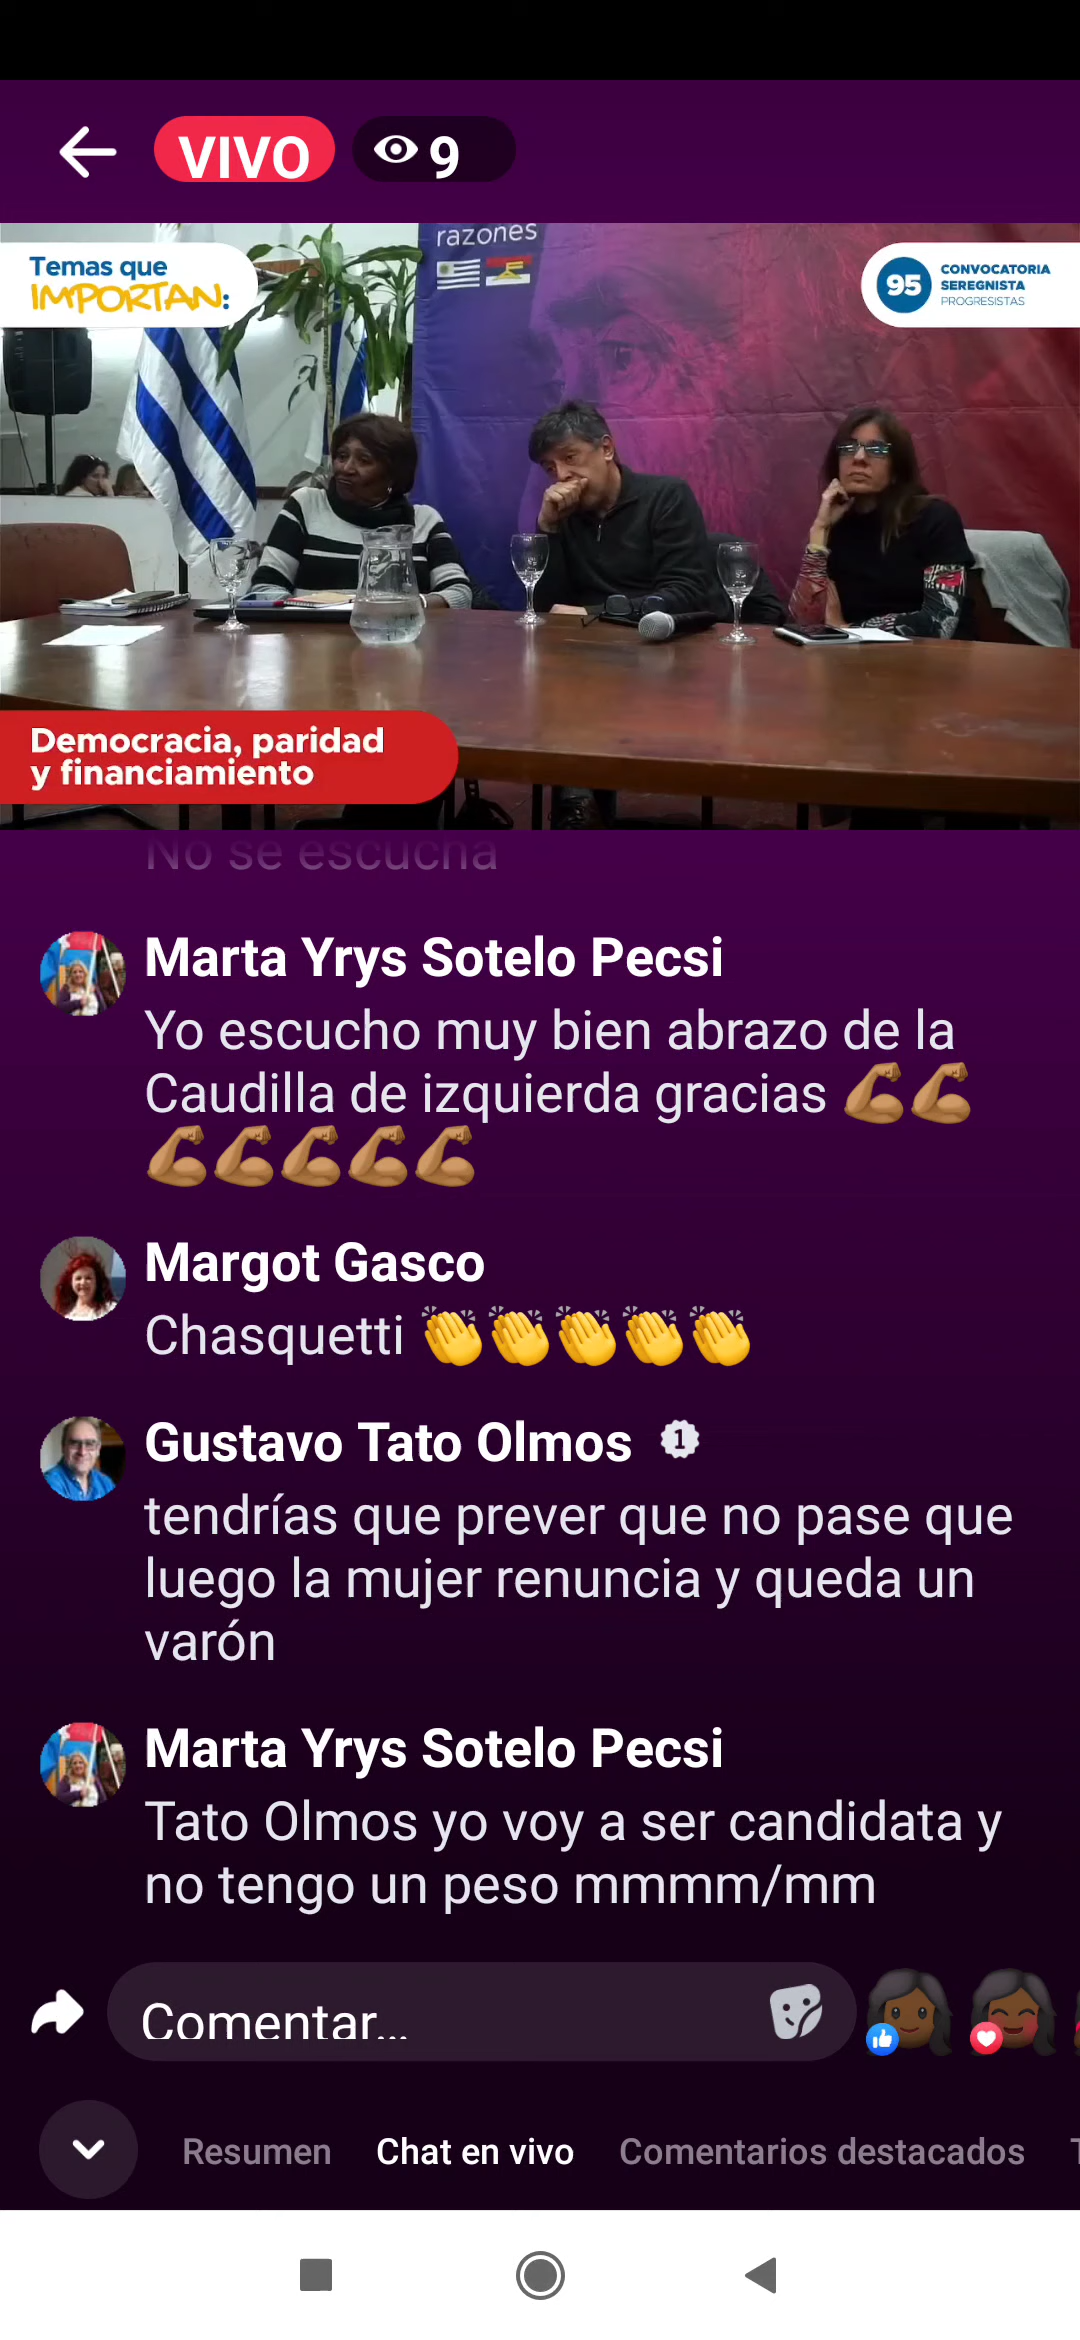 VIVO
9
razones
Temas que
IMPORTAN:
95
CONVOCATORIA
SEREGNISTA
PROGRESISTAS
Democracia, paridad
y financiamiento
No se escucha
Marta Yrys Sotelo Pecsi
Yo escucho muy bien abrazo de la
Caudilla de izquierda gracias 💪🏽💪🏽
💪🏽💪🏽💪🏽💪🏽💪🏽
Margot Gasco
Chasquetti 👏👏👏👏👏
Gustavo Tato Olmos 1
tendrías que prever que no pase que
luego la mujer renuncia y queda un
varón
Marta Yrys Sotelo Pecsi
Tato Olmos yo voy a ser candidata y
no tengo un peso mmmm/mm
Comentar...
Resumen Chat en vivo Comentarios destacados